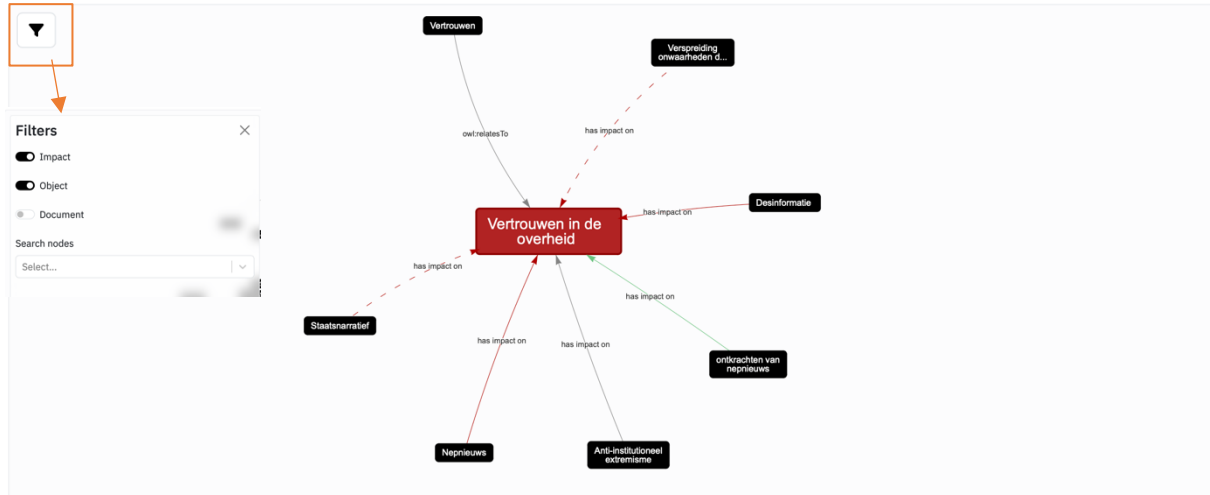 Vertrouwen
Verspreiding
onwaarheden d...
Filters
Impact
Object
Document
Search nodes
Select...
owl:relatesTo
has impact on
Desinformatie
has impact on
Vertrouwen in de
overheid
has impact on
has impact on
Staatsnarratief
has impact on
has impact on
ontkrachten van
nepnieuws
Nepnieuws
Anti-institutioneel
extremisme